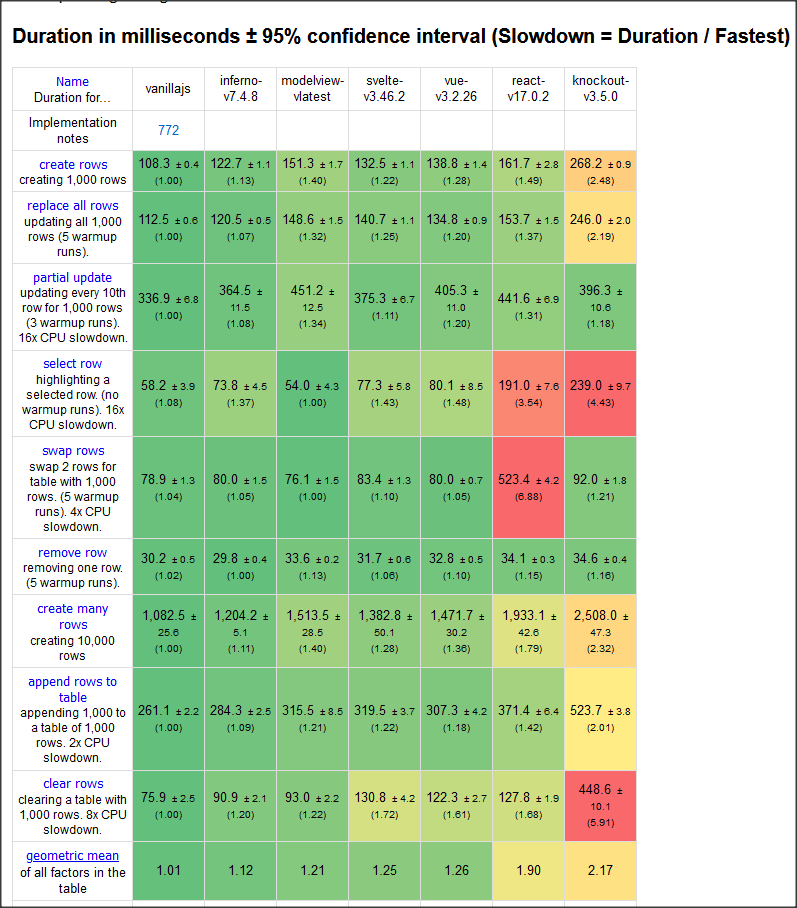 Duration in milliseconds ± 95% confidence interval (Slowdown = Duration / Fastest)
Name
Duration for...
vanillajs
inferno-
v7.4.8
modelview-
vlatest
svelte-
v3.46.2
vue-
v3.2.26
react-
v17.0.2
knockout-
v3.5.0
Implementation
notes
772
create rows
creating 1,000 rows
108.3 ± 0.4
(1.00)
122.7 ± 1.1
(1.13)
151.3 ± 1.7
(1.40)
132.5 ± 1.1
(1.22)
138.8 ± 1.4
(1.28)
161.7 ± 2.8
(1.49)
268.2 ± 0.9
(2.48)
replace all rows
updating all 1,000
rows (5 warmup
runs).
112.5 ± 0.6
(1.00)
120.5 ± 0.5
(1.07)
148.6 ± 1.5
(1.32)
140.7 ± 1.1
(1.25)
134.8 ± 0.9
(1.20)
153.7 ± 1.5
(1.37)
246.0 ± 2.0
(2.19)
partial update
updating every 10th
row for 1,000 rows
(3 warmup runs).
16x CPU slowdown.
336.9 ± 6.8
(1.00)
364.5 ±
11.5
(1.08)
451.2 ±
12.5
(1.34)
375.3 ± 6.7
(1.11)
405.3 ±
11.0
(1.20)
441.6 ± 6.9
(1.31)
396.3 ±
10.6
(1.18)
select row
highlighting a
selected row. (no
warmup runs). 16x
CPU slowdown.
58.2 ± 3.9
(1.08)
73.8 ± 4.5
(1.37)
54.0 ± 4.3
(1.00)
77.3 ± 5.8
(1.43)
80.1 ± 8.5
(1.48)
191.0 ± 7.6
(3.54)
239.0 ± 9.7
(4.43)
swap rows
swap 2 rows for
table with 1,000
rows. (5 warmup
runs). 4x CPU
slowdown.
78.9 ± 1.3
(1.04)
80.0 ± 1.5
(1.05)
76.1 ± 1.5
(1.00)
83.4 ± 1.3
(1.10)
80.0 ± 0.7
(1.05)
523.4 ± 4.2
(6.88)
92.0 ± 1.8
(1.21)
remove row
removing one row.
(5 warmup runs).
30.2 ± 0.5
(1.02)
29.8 ± 0.4
(1.00)
33.6 ± 0.2
(1.13)
31.7 ± 0.6
(1.06)
32.8 ± 0.5
(1.10)
34.1 ± 0.3
(1.15)
34.6 ± 0.4
(1.16)
create many
rows
creating 10,000
rows
1,082.5 ±
25.6
(1.00)
1,204.2 ±
5.1
(1.11)
1,513.5 ±
28.5
(1.40)
1,382.8 ±
50.1
(1.28)
1,471.7 ±
30.2
(1.36)
1,933.1 ±
42.6
(1.79)
2,508.0 ±
47.3
(2.32)
append rows to
table
appending 1,000 to
a table of 1,000
rows. 2x CPU
slowdown.
261.1 ± 2.2
(1.00)
284.3 ± 2.5
(1.09)
315.5 ± 8.5
(1.21)
319.5 ± 3.7
(1.22)
307.3 ± 4.2
(1.18)
371.4 ± 6.4
(1.42)
523.7 ± 3.8
(2.01)
clear rows
clearing a table with
1,000 rows. 8x CPU
slowdown.
75.9 ± 2.5
(1.00)
90.9 ± 2.1
(1.20)
93.0 ± 2.2
(1.22)
130.8 ± 4.2
(1.72)
122.3 ± 2.7
(1.61)
127.8 ± 1.9
(1.68)
448.6 ±
10.1
(5.91)
geometric mean
of all factors in the
table
1.01
1.12
1.21
1.25
1.26
1.90
2.17